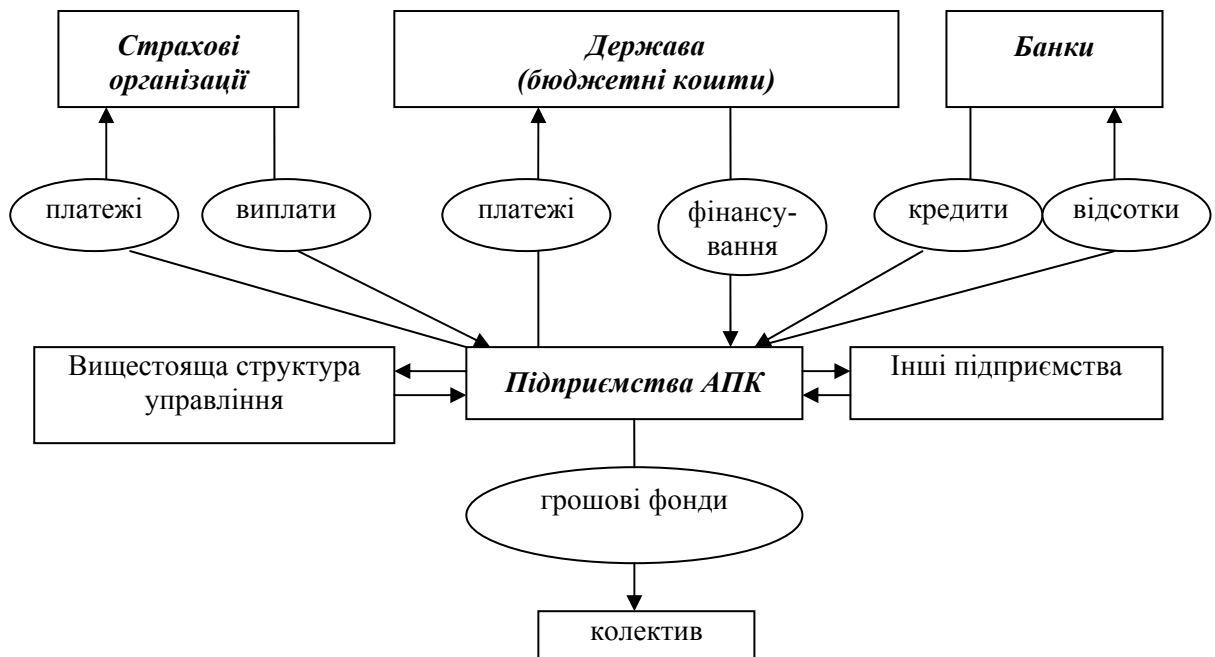 Страхові
організації
Держава
(бюджетні кошти)
Банки
платежі
виплати
платежі
фінансу-
вання
кредити
відсотки
Вищестояща структура
управління
Підприємства АПК
Інші підприємства
грошові фонди
колектив